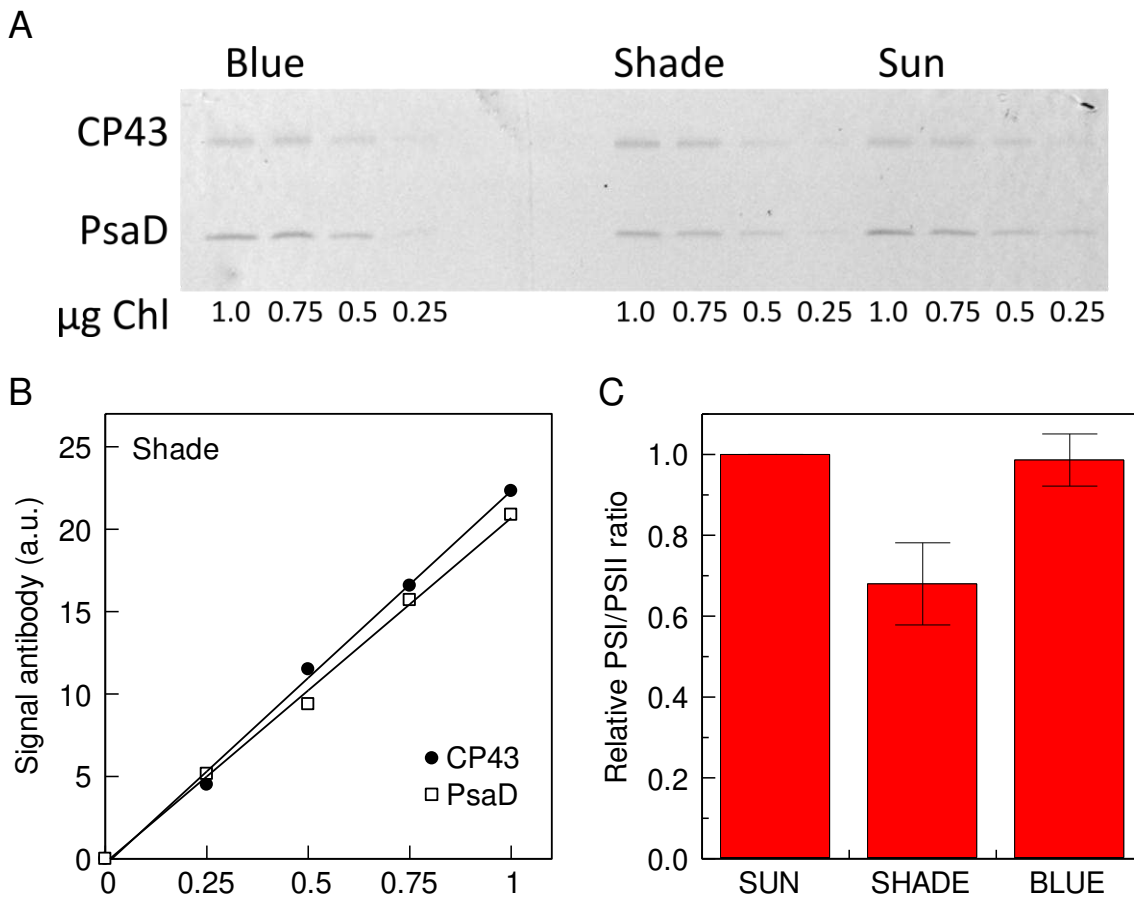 A
Blue Shade Sun
CP43
PsaD
µg Chl 1.0 0.75 0.5 0.25 1.0 0.75 0.5 0.25 1.0 0.75 0.5 0.25
B
Shade
Signal antibody (a.u.)
25
20
15
10
5
0
CP43
PsaD
0 0.25 0.5 0.75 1
C
Relative PSI/PSII ratio
1.0
0.8
0.6
0.4
0.2
0.0
SUN SHADE BLUE